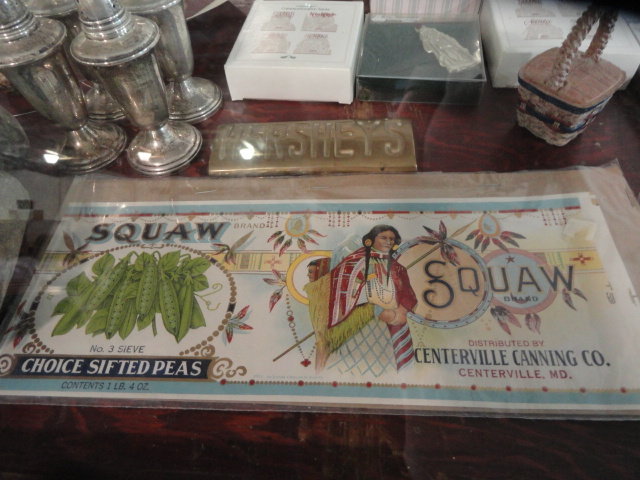 HERSHEY'S
SQUAW
BRAND
No. 3 SIEVE
CHOICE SIFTED PEAS
CONTENTS 1 LB. 4 OZ.
SQUAW
BRAND
DISTRIBUTED BY
CENTERVILLE CANNING CO.
CENTERVILLE, MD.